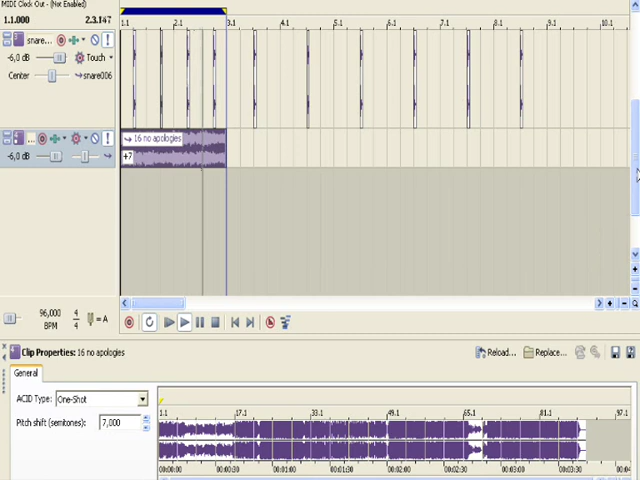 MIDI Clock Out - (Not Enabled)
1.1.000 2.3.147
1.1 2.1 3.1 4.1 5.1 6.1 7.1 8.1 9.1 10.1
snare...
-6,0 dB Touch
Center snare006
16 no apologies
-6,0 dB
+7
96,000
BPM
4
4
= A
Clip Properties: 16 no apologies
Reload... Replace...
General
ACID Type: One-Shot
Pitch shift (semitones): 7,000
1.1 17.1 33.1 49.1 65.1 81.1 97.1
00:00:00 00:00:30 00:01:00 00:01:30 00:02:00 00:02:30 00:03:00 00:03:30